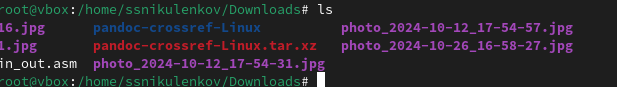 root@vbox:/home/ssnikulenkov/Downloads# ls
16.jpg pandoc-crossref-Linux photo_2024-10-12_17-54-57.jpg
1.jpg pandoc-crossref-Linux.tar.xz photo_2024-10-26_16-58-27.jpg
in_out.asm photo_2024-10-12_17-54-31.jpg
root@vbox:/home/ssnikulenkov/Downloads#